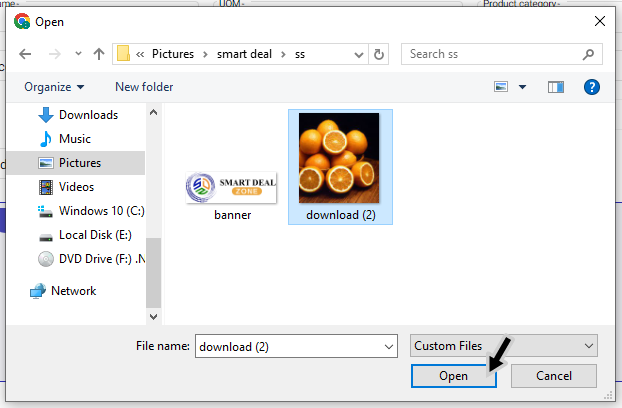 ame
UOM
Product category
Open
« Pictures › smart deal › ss
Search ss
Organize
New folder
Downloads
Music
Pictures
Videos
Windows 10 (C:)
Local Disk (E:)
DVD Drive (F:) .N
Network
SMART DEAL
ZONE
banner
download (2)
File name:
download (2)
Custom Files
Open
Cancel